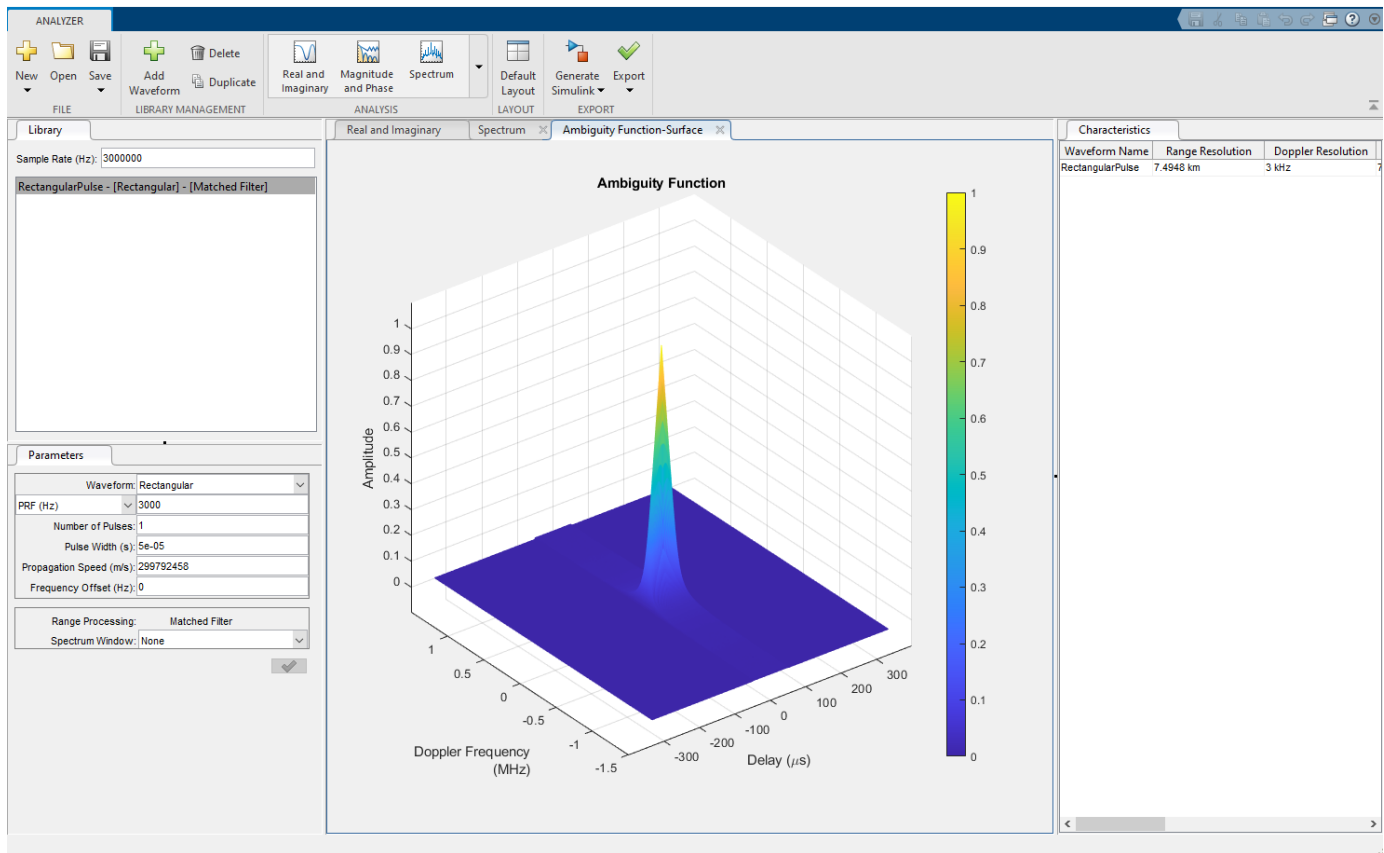 ANALYZER
New
Open
Save
Add
Waveform
Delete
Duplicate
Real and
Imaginary
Magnitude
and Phase
Spectrum
Default
Layout
Generate
Simulink
Export
FILE
LIBRARY MANAGEMENT
ANALYSIS
LAYOUT
EXPORT
Library
Sample Rate (Hz): 3000000
RectangularPulse - [Rectangular] - [Matched Filter]
Parameters
Waveform: Rectangular
PRF (Hz) 3000
Number of Pulses: 1
Pulse Width (s): 5e-05
Propagation Speed (m/s): 299792458
Frequency Offset (Hz): 0
Range Processing: Matched Filter
Spectrum Window: None
Real and Imaginary
Spectrum
Ambiguity Function-Surface
Ambiguity Function
Amplitude
1
0.9
0.8
0.7
0.6
0.5
0.4
0.3
0.2
0.1
0
1
0.5
0
-0.5
-1
-1.5
Doppler Frequency
(MHz)
-300
-200
-100
0
100
200
300
Delay (μs)
1
0.9
0.8
0.7
0.6
0.5
0.4
0.3
0.2
0.1
0
Characteristics
Waveform Name Range Resolution Doppler Resolution
RectangularPulse 7.4948 km 3 kHz 7